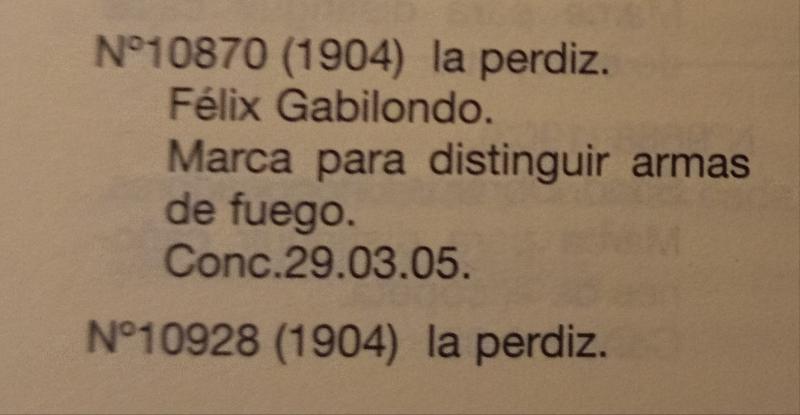 Nº10870 (1904) la perdiz.
Félix Gabilondo.
Marca para distinguir armas
de fuego.
Conc.29.03.05.
Nº10928 (1904) la perdiz.